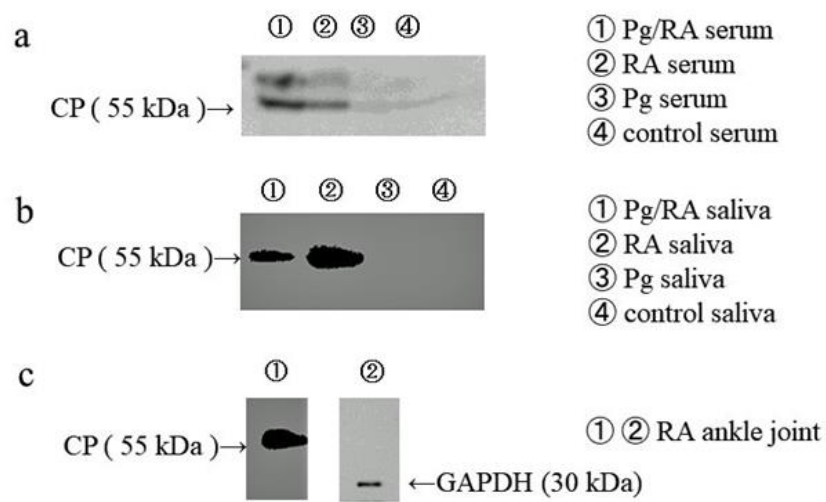 a
① ② ③ ④
CP ( 55 kDa )→
① Pg/RA serum
② RA serum
③ Pg serum
④ control serum
b
① ② ③ ④
CP ( 55 kDa )→
① Pg/RA saliva
② RA saliva
③ Pg saliva
④ control saliva
c
① ②
CP ( 55 kDa )→
←GAPDH (30 kDa)
① ② RA ankle joint